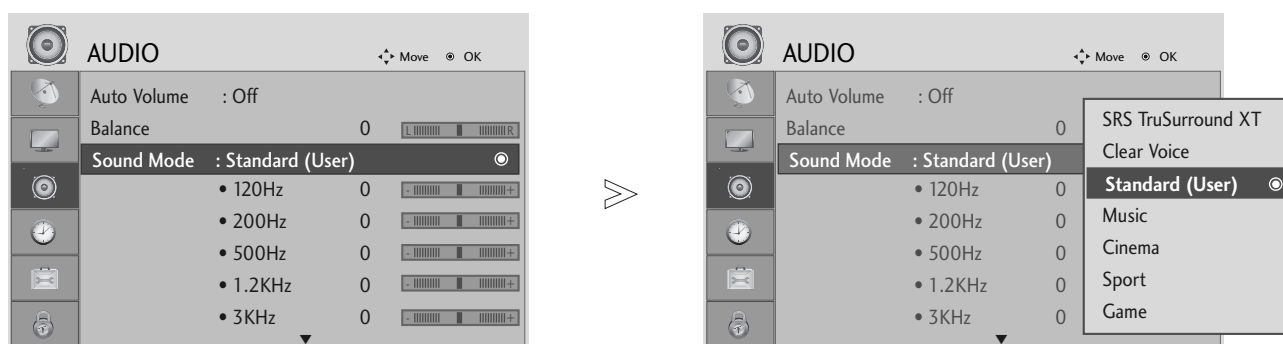 AUDIO
Move
OK
Auto Volume : Off
Balance 0 L R
Sound Mode : Standard (User)
• 120Hz 0 - +
• 200Hz 0 - +
• 500Hz 0 - +
• 1.2KHz 0 - +
• 3KHz 0 - +
AUDIO
Move
OK
Auto Volume : Off
Balance 0
Sound Mode : Standard (User)
• 120Hz 0
• 200Hz 0
• 500Hz 0
• 1.2KHz 0
• 3KHz 0
SRS TruSurround XT
Clear Voice
Standard (User)
Music
Cinema
Sport
Game